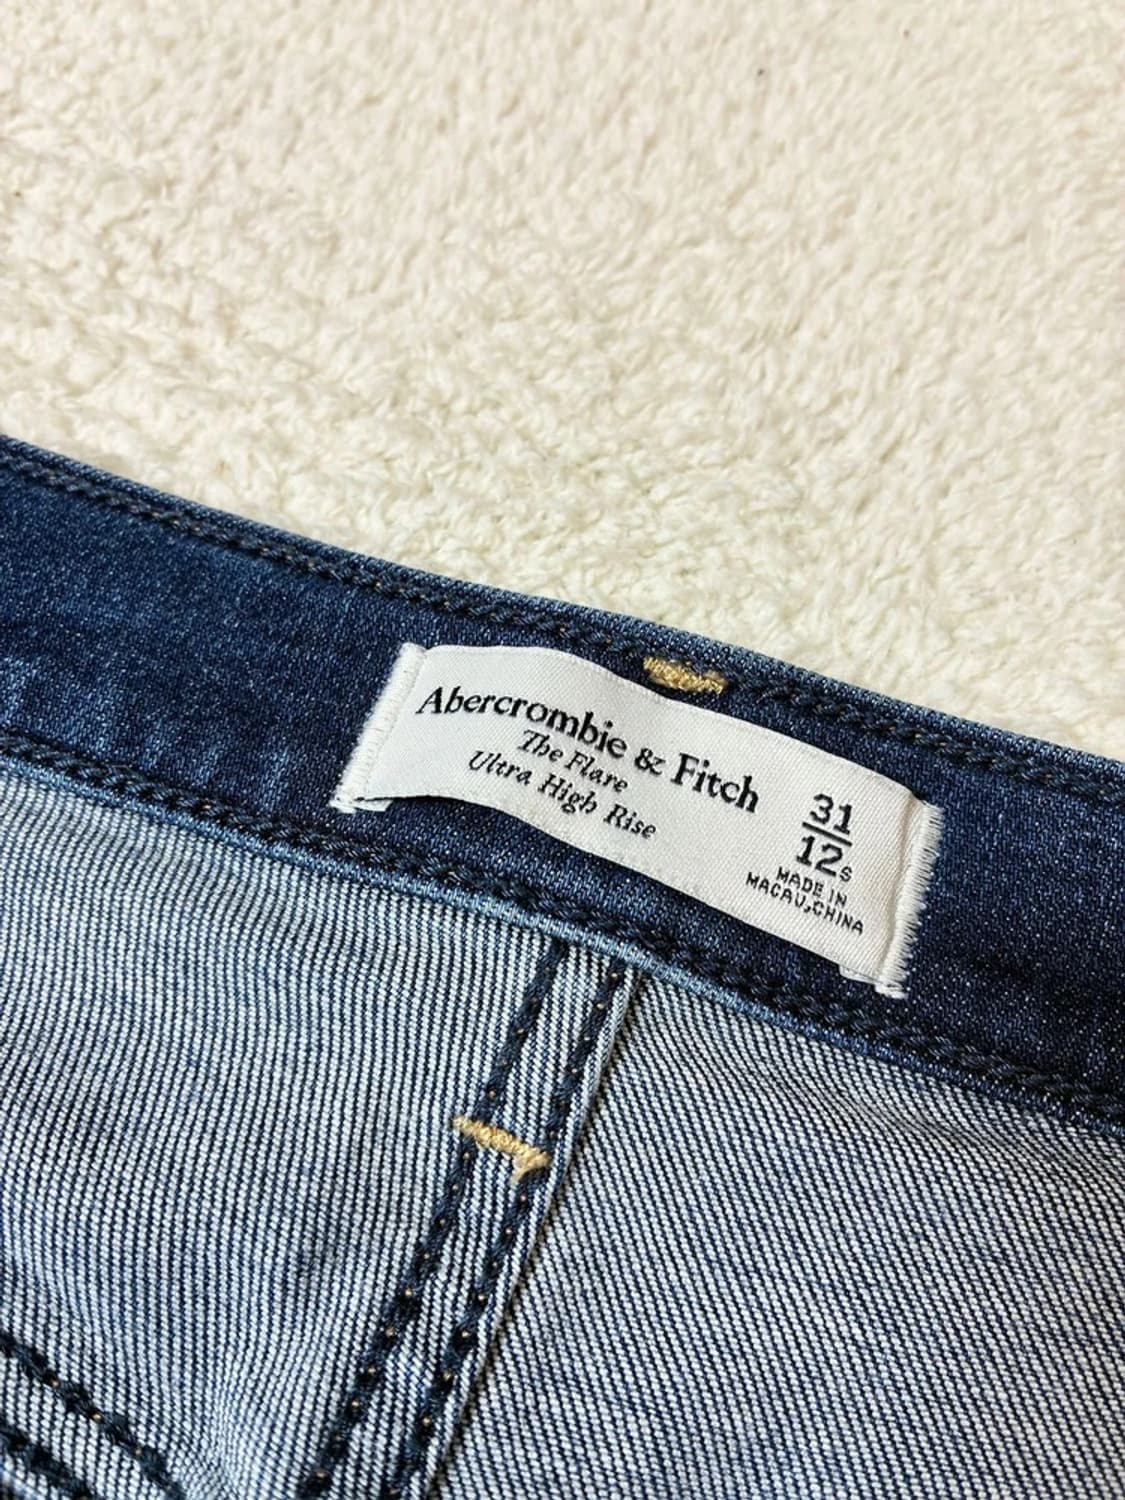 Abercrombie & Fitch
The Flare
Ultra High Rise
31
12S
MADE IN
MACAU,CHINA